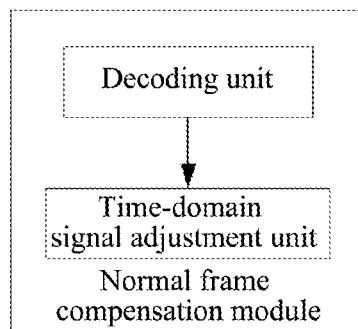 Decoding unit
Time-domain
signal adjustment unit
Normal frame
compensation module